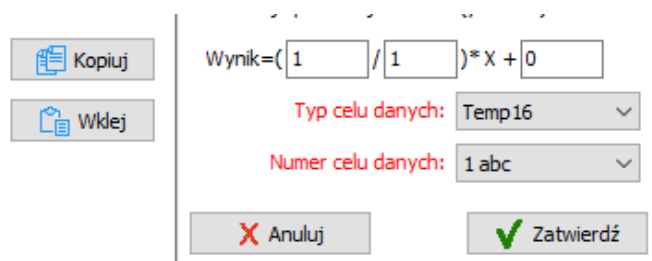 Kopiuj
Wklej
Wynik=( 1 / 1 )* X + 0
Typ celu danych: Temp16
Numer celu danych: 1 abc
Anuluj
Zatwierdź